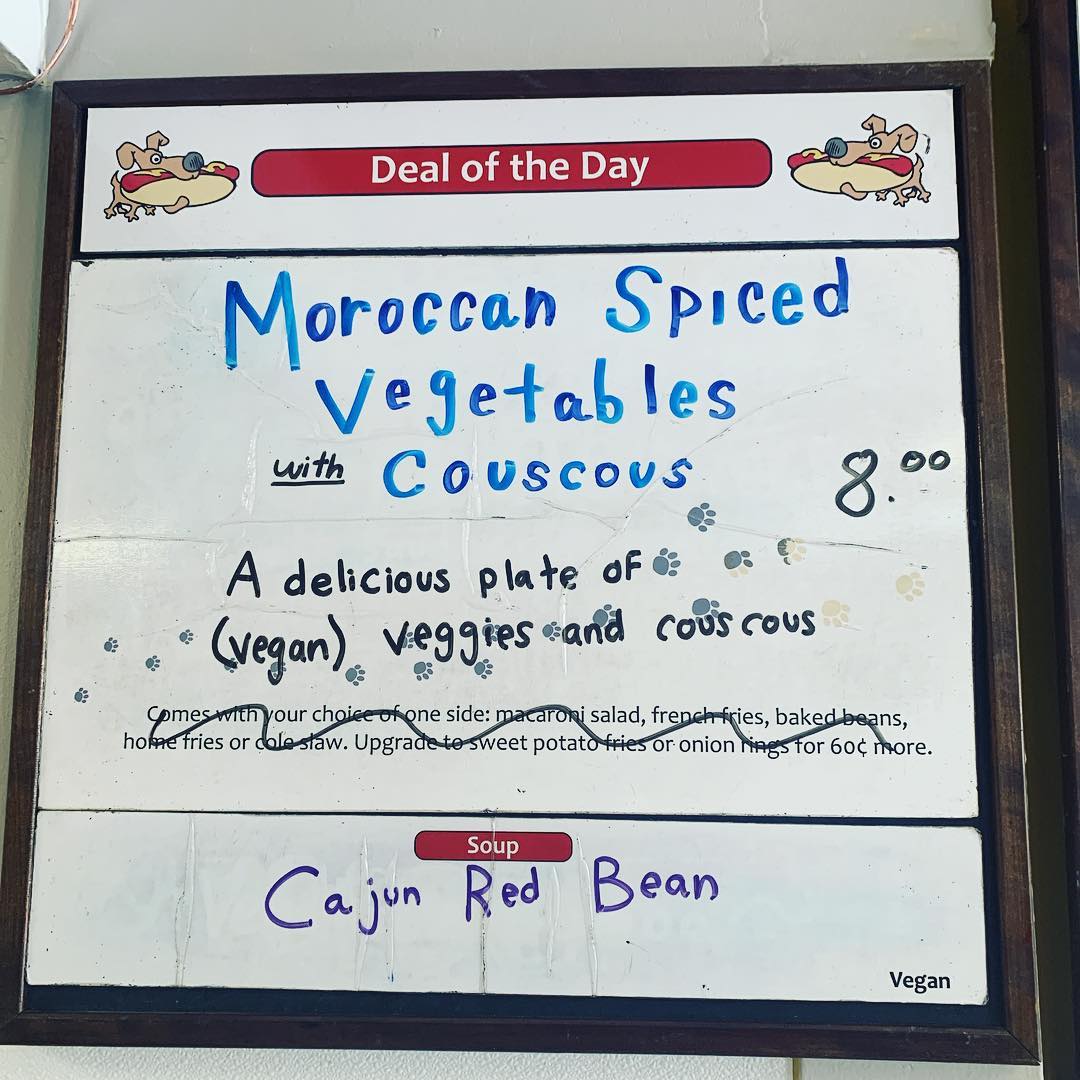 Deal of the Day
Moroccan Spiced
Vegetables
with Couscous
8.00
A delicious plate of
(vegan) veggies and couscous
Comes with your choice of one side: macaroni salad, french fries, baked beans,
home fries or cole slaw. Upgrade to sweet potato fries or onion rings for 60¢ more.
Soup
Cajun Red Bean
Vegan